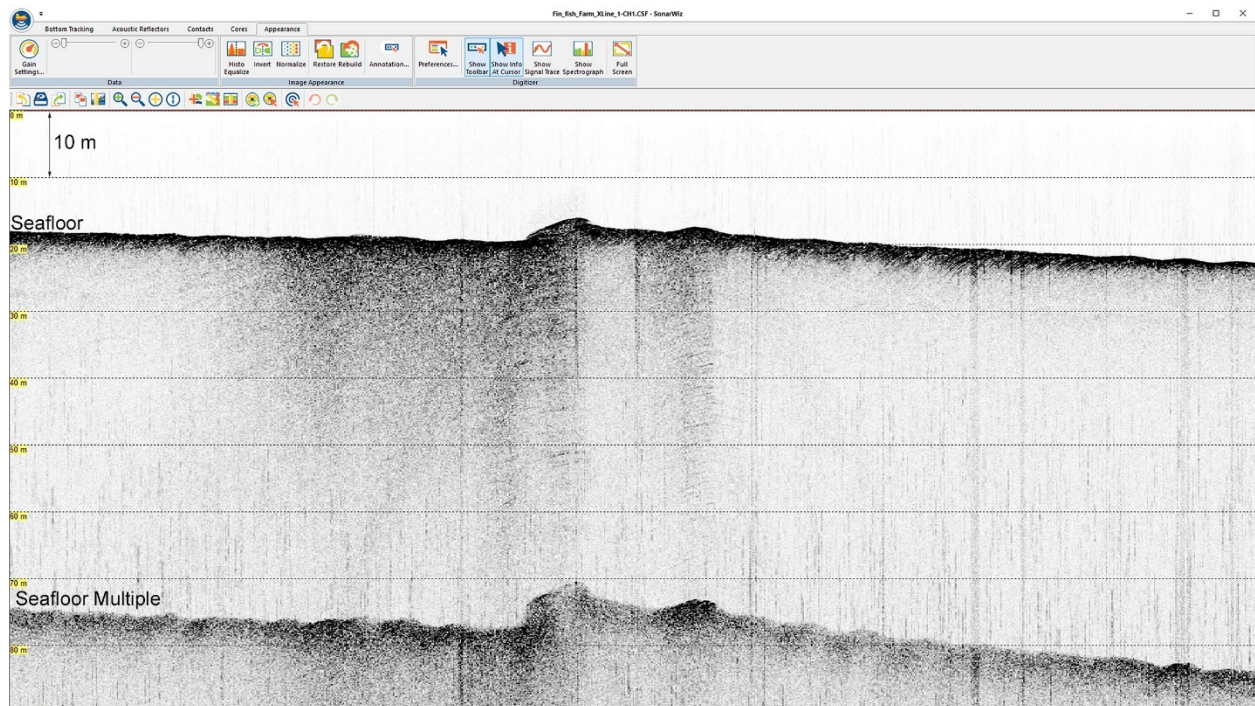 Fin_fish_Farm_XLine_1-CH1.CSF - SonarWiz
Bottom Tracking Acoustic Reflectors Contacts Cores Appearance
Gain Settings...
Histo Equalize
Invert
Normalize
Restore
Rebuild
Annotation...
Preferences...
Show Toolbar
Show Info At Cursor
Show Signal Trace
Show Spectrograph
Full Screen
Data
Image Appearance
Digitizer
0 m
10 m
10 m
Seafloor
20 m
30 m
40 m
50 m
60 m
70 m
Seafloor Multiple
80 m